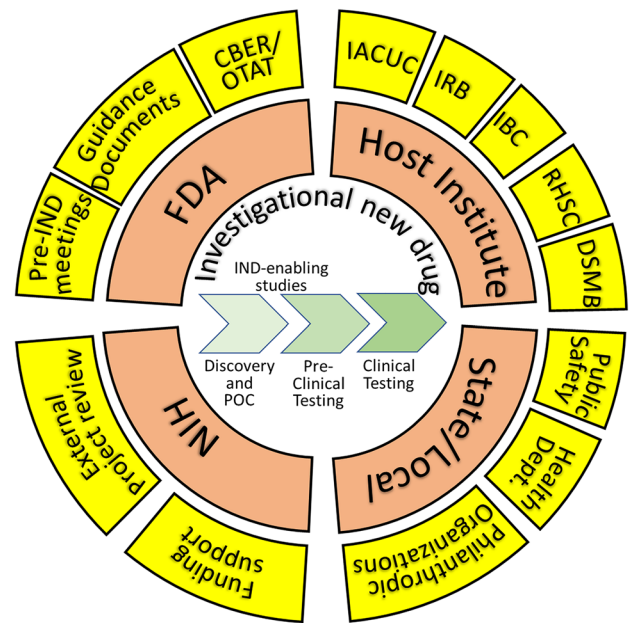 CBER/
OTAT
Guidance
Documents
Pre-IND
meetings
FDA
IACUC
IRB
IBC
RHSC
DSMB
Host Institute
Investigational new drug
IND-enabling
studies
Discovery
and
POC
Pre-
Clinical
Testing
Clinical
Testing
NIH
External
Project review
Funding
support
State/Local
Public
Safety
Health
Dept.
Philanthropic
Organizations